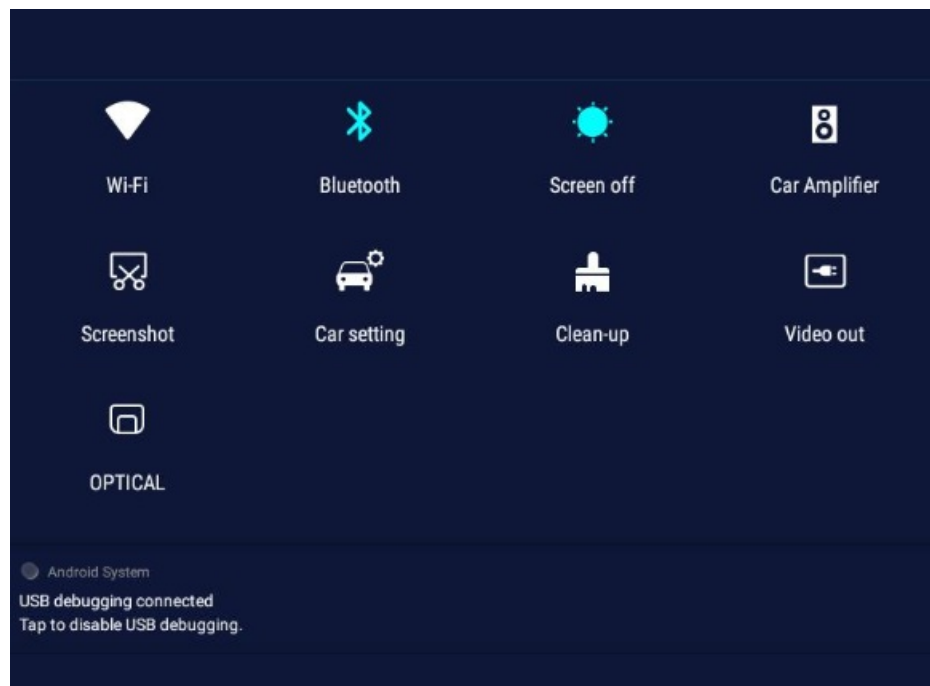 Wi-Fi
Bluetooth
Screen off
Car Amplifier
Screenshot
Car setting
Clean-up
Video out
OPTICAL
Android System
USB debugging connected
Tap to disable USB debugging.